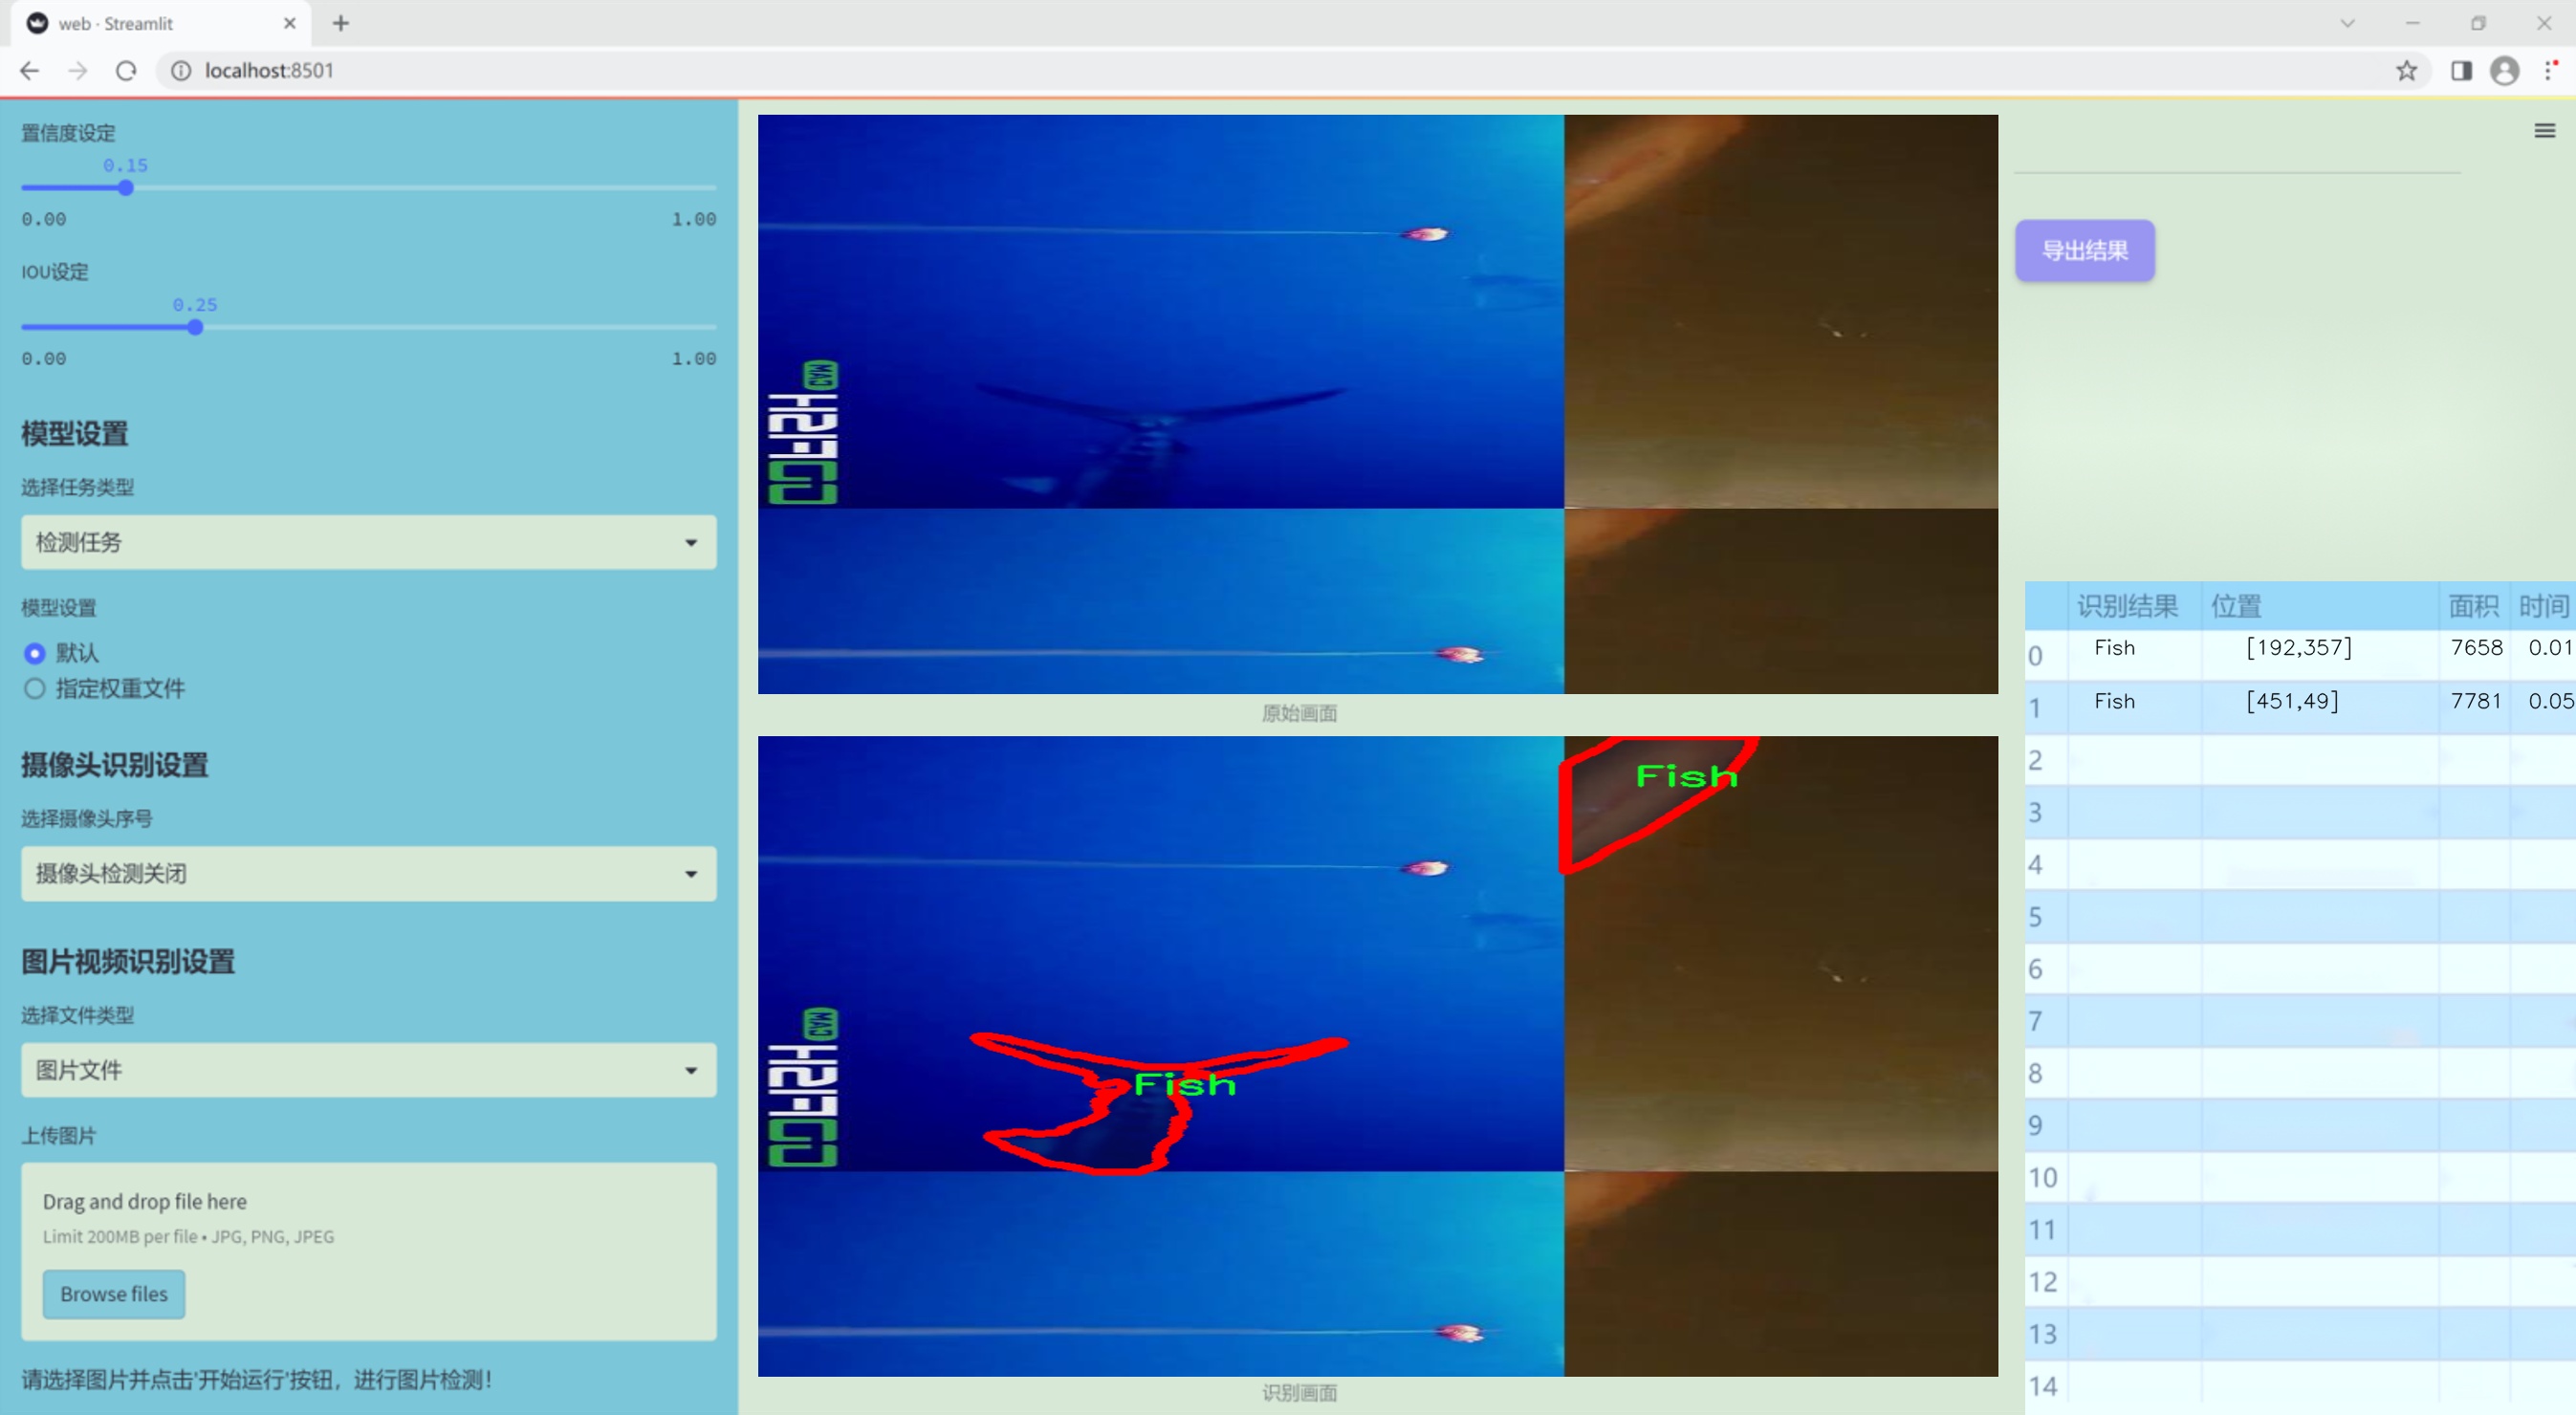 web · Streamlit
localhost:8501
置信度设定
0.15
0.00 1.00
IOU设定
0.25
0.00 1.00
模型设置
选择任务类型
检测任务
模型设置
默认
指定权重文件
摄像头识别设置
选择摄像头序号
摄像头检测关闭
图片视频识别设置
选择文件类型
图片文件
上传图片
Drag and drop file here
Limit 200MB per file • JPG, PNG, JPEG
Browse files
请选择图片并点击'开始运行'按钮，进行图片检测！
CAM
原始画面
Fish
Fish
CAM
识别画面
导出结果
识别结果 位置 面积 时间
0 Fish [192,357] 7658 0.01
1 Fish [451,49] 7781 0.05
2
3
4
5
6
7
8
9
10
11
12
13
14